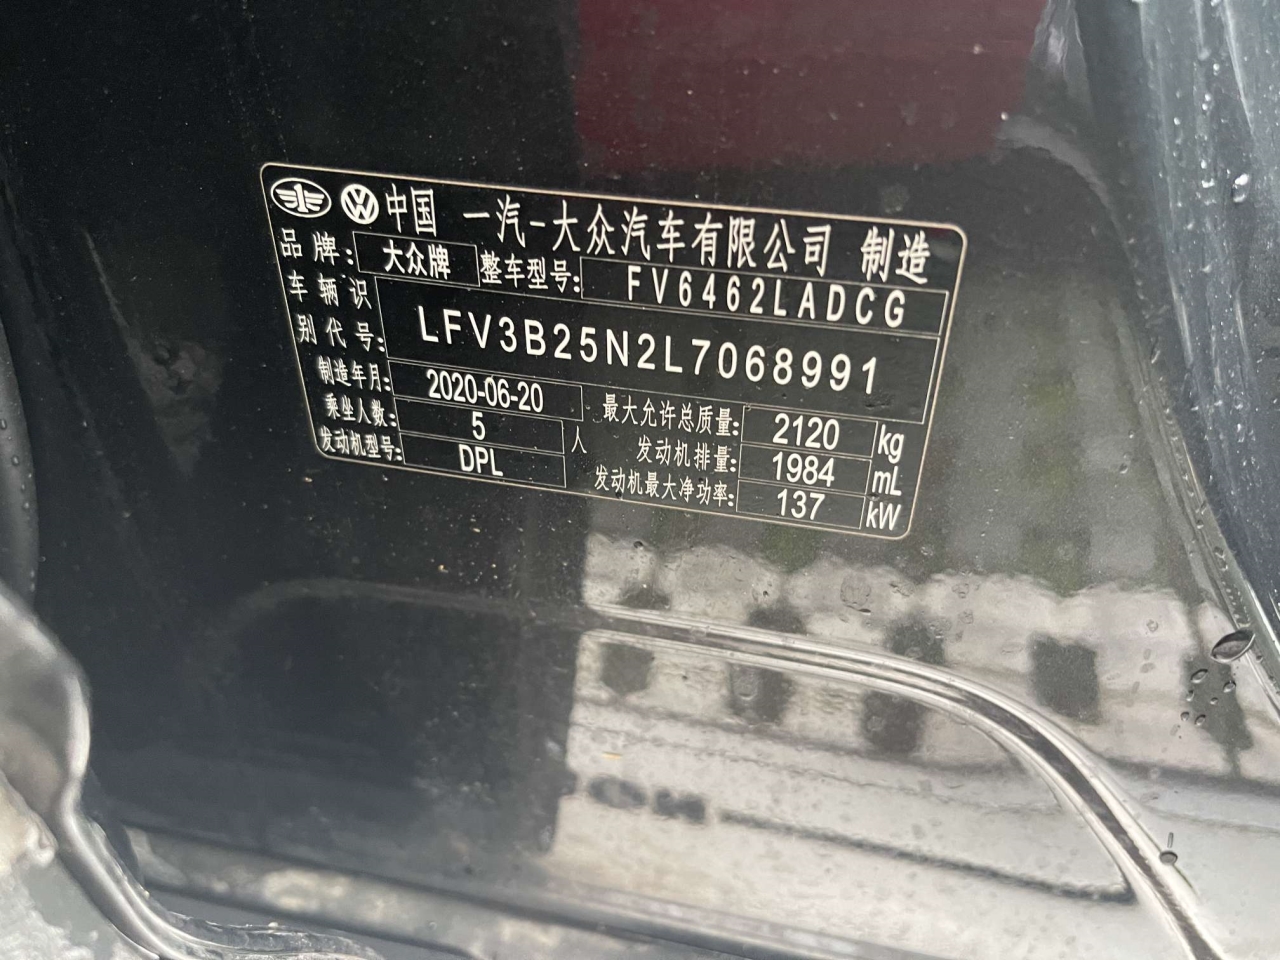 中国 一汽-大众汽车有限公司 制造
品牌: 大众牌 整车型号: FV6462LADCG
车辆识别代号: LFV3B25N2L7068991
制造年月: 2020-06-20 最大允许总质量: 2120 kg
乘坐人数: 5 人 发动机排量: 1984 mL
发动机型号: DPL 发动机最大净功率: 137 kW